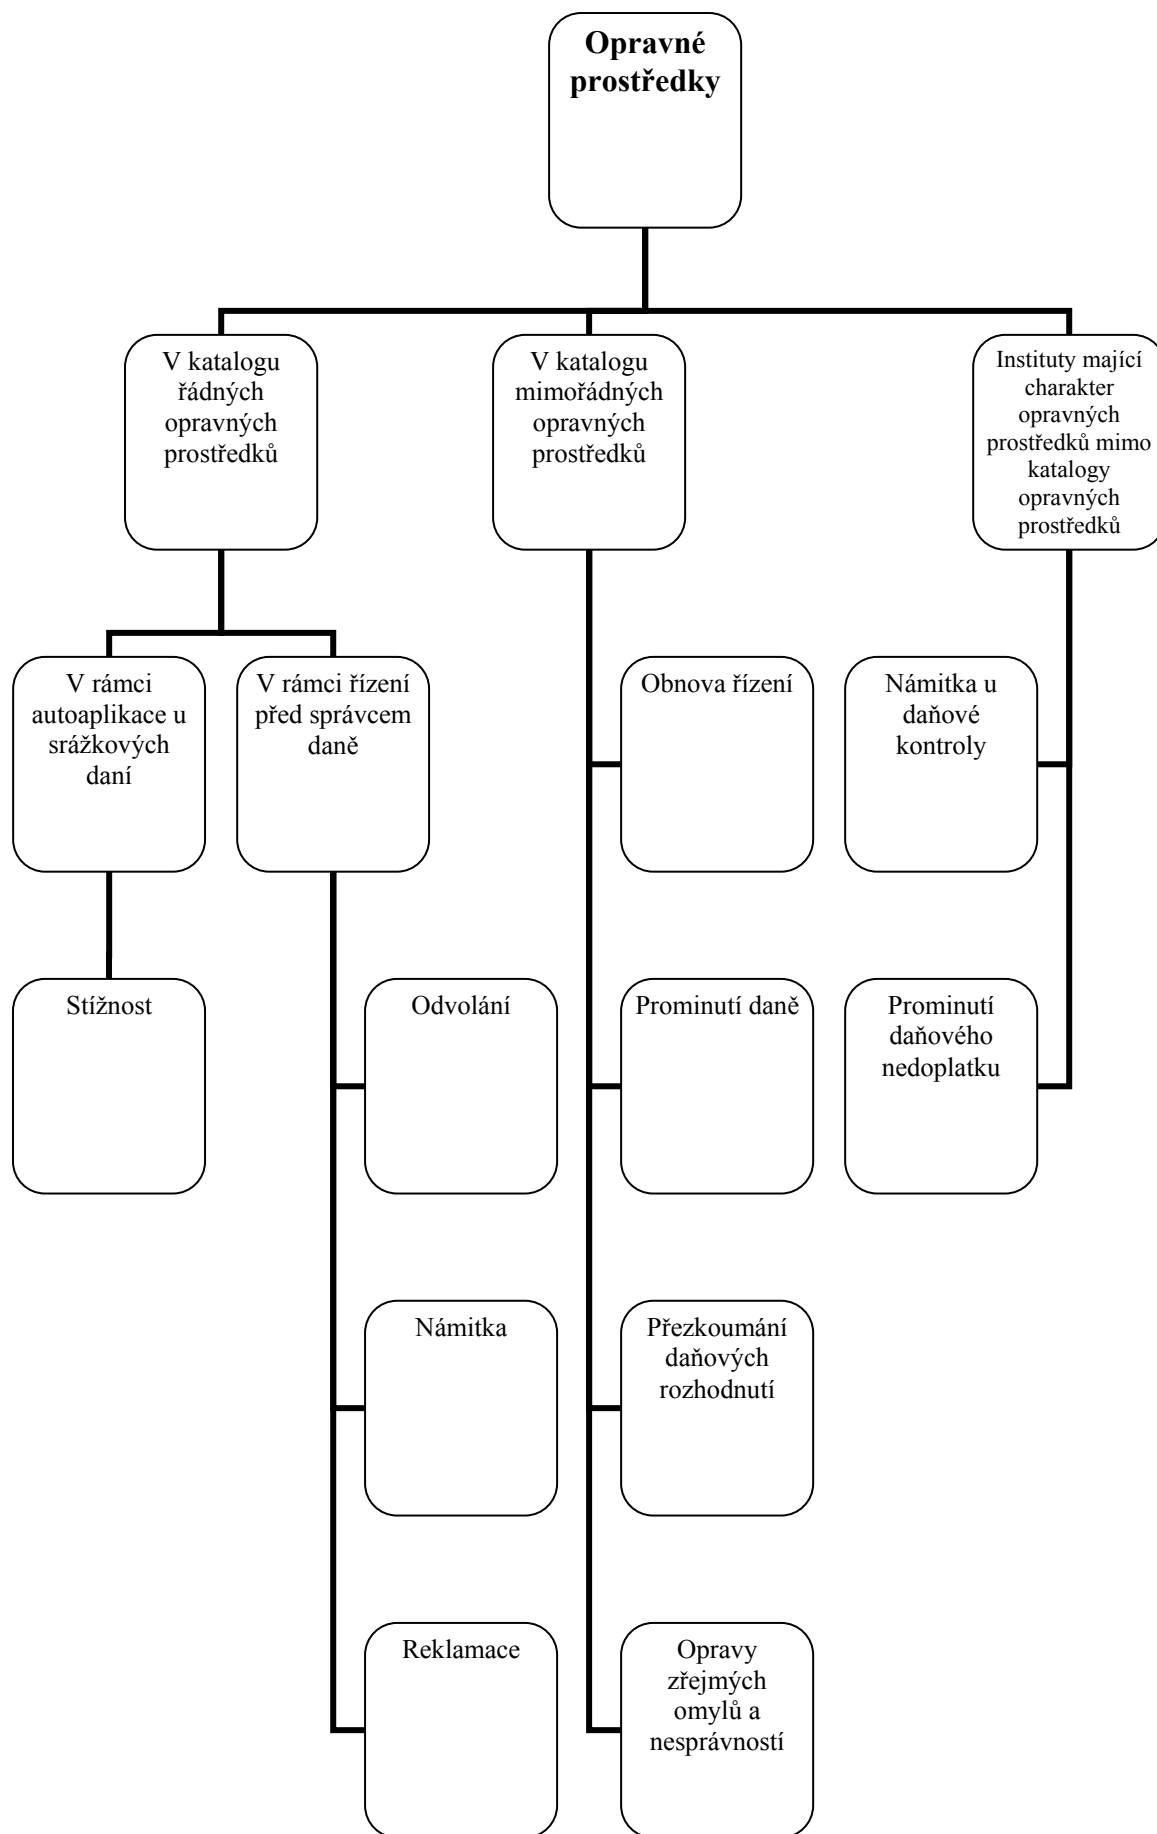 Opravné
prostředky
V katalogu
řádných
opravných
prostředků
V katalogu
mimořádných
opravných
prostředků
Instituty mající
charakter
opravných
prostředků mimo
katalogy
opravných
prostředků
V rámci
autoaplikace u
srážkových
daní
V rámci řízení
před správcem
daně
Obnova řízení
Námitka u
daňové
kontroly
Stížnost
Odvolání
Prominutí daně
Prominutí
daňového
nedoplatku
Námitka
Přezkoumání
daňových
rozhodnutí
Reklamace
Opravy
zřejmých
omylů a
nesprávností